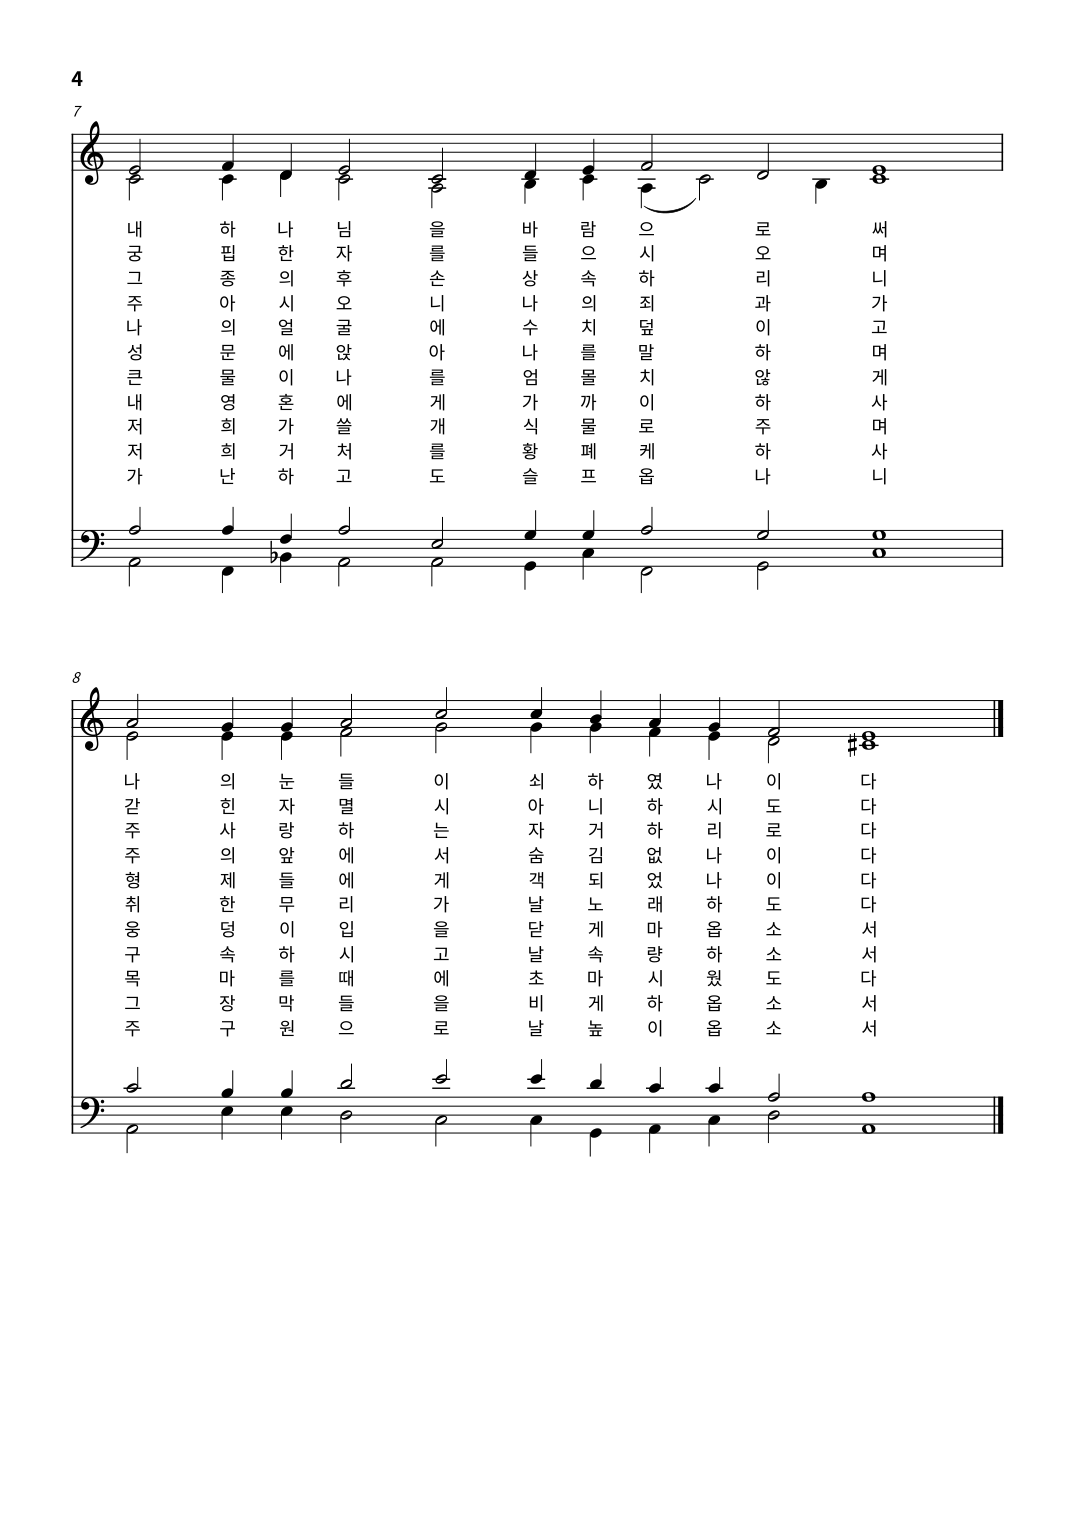 4
7
내 하 나 님 을 바 람 으 로 써
궁 핍 한 자 를 들 으 시 오 며
그 종 의 후 손 상 속 하 리 니
주 아 시 오 니 나 의 죄 과 가
나 의 얼 굴 에 수 치 덮 이 고
성 문 에 앉 아 나 를 말 하 며
큰 물 이 나 를 엄 몰 치 않 게
내 영 혼 에 게 가 까 이 하 사
저 희 가 쓸 개 식 물 로 주 며
저 희 거 처 를 황 폐 케 하 사
가 난 하 고 도 슬 프 옵 나 니
8
나 의 눈 들 이 쇠 하 였 나 이 다
갇 힌 자 멸 시 아 니 하 시 도 다
주 사 랑 하 는 자 거 하 리 로 다
주 의 앞 에 서 숨 김 없 나 이 다
형 제 들 에 게 객 되 었 나 이 다
취 한 무 리 가 날 노 래 하 도 다
웅 덩 이 입 을 닫 게 마 옵 소 서
구 속 하 시 고 날 속 량 하 소 서
목 마 를 때 에 초 마 시 웠 도 다
그 장 막 들 을 비 게 하 옵 소 서
주 구 원 으 로 날 높 이 옵 소 서